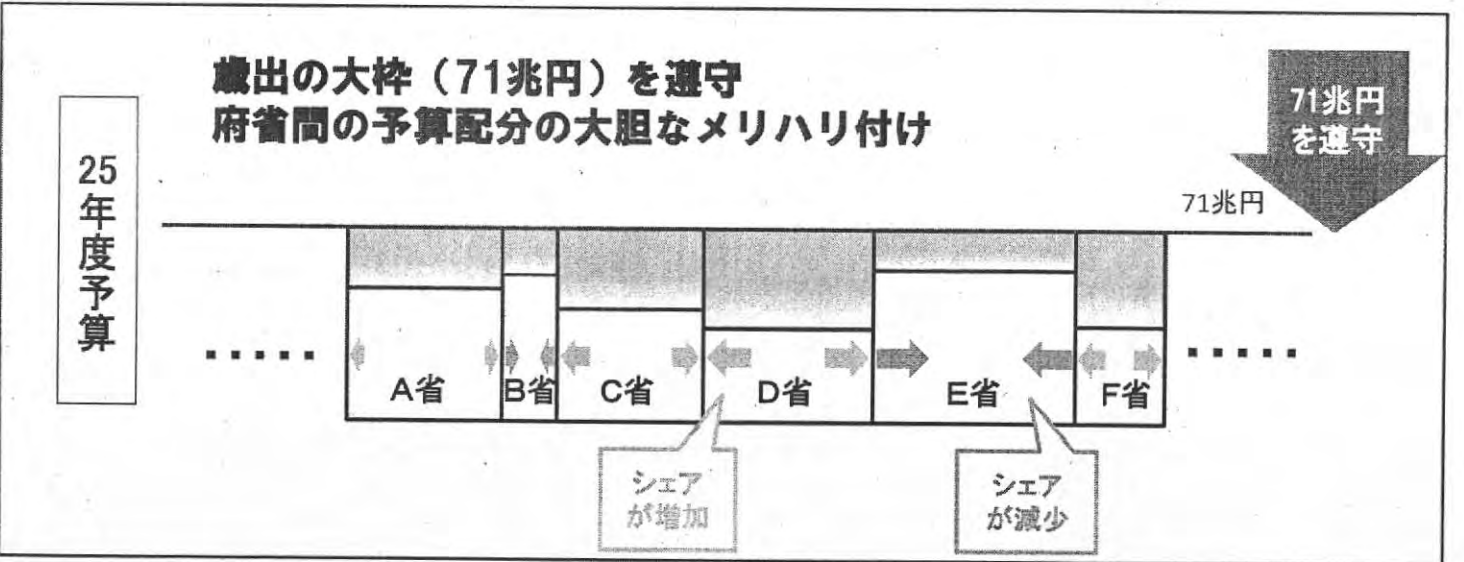 歳出の大枠(71兆円)を遵守
府省間の予算配分の大胆なメリハリ付け
71兆円
を遵守
25年度予算
71兆円
A省
B省
C省
D省
E省
F省
シェア
が増加
シェア
が減少